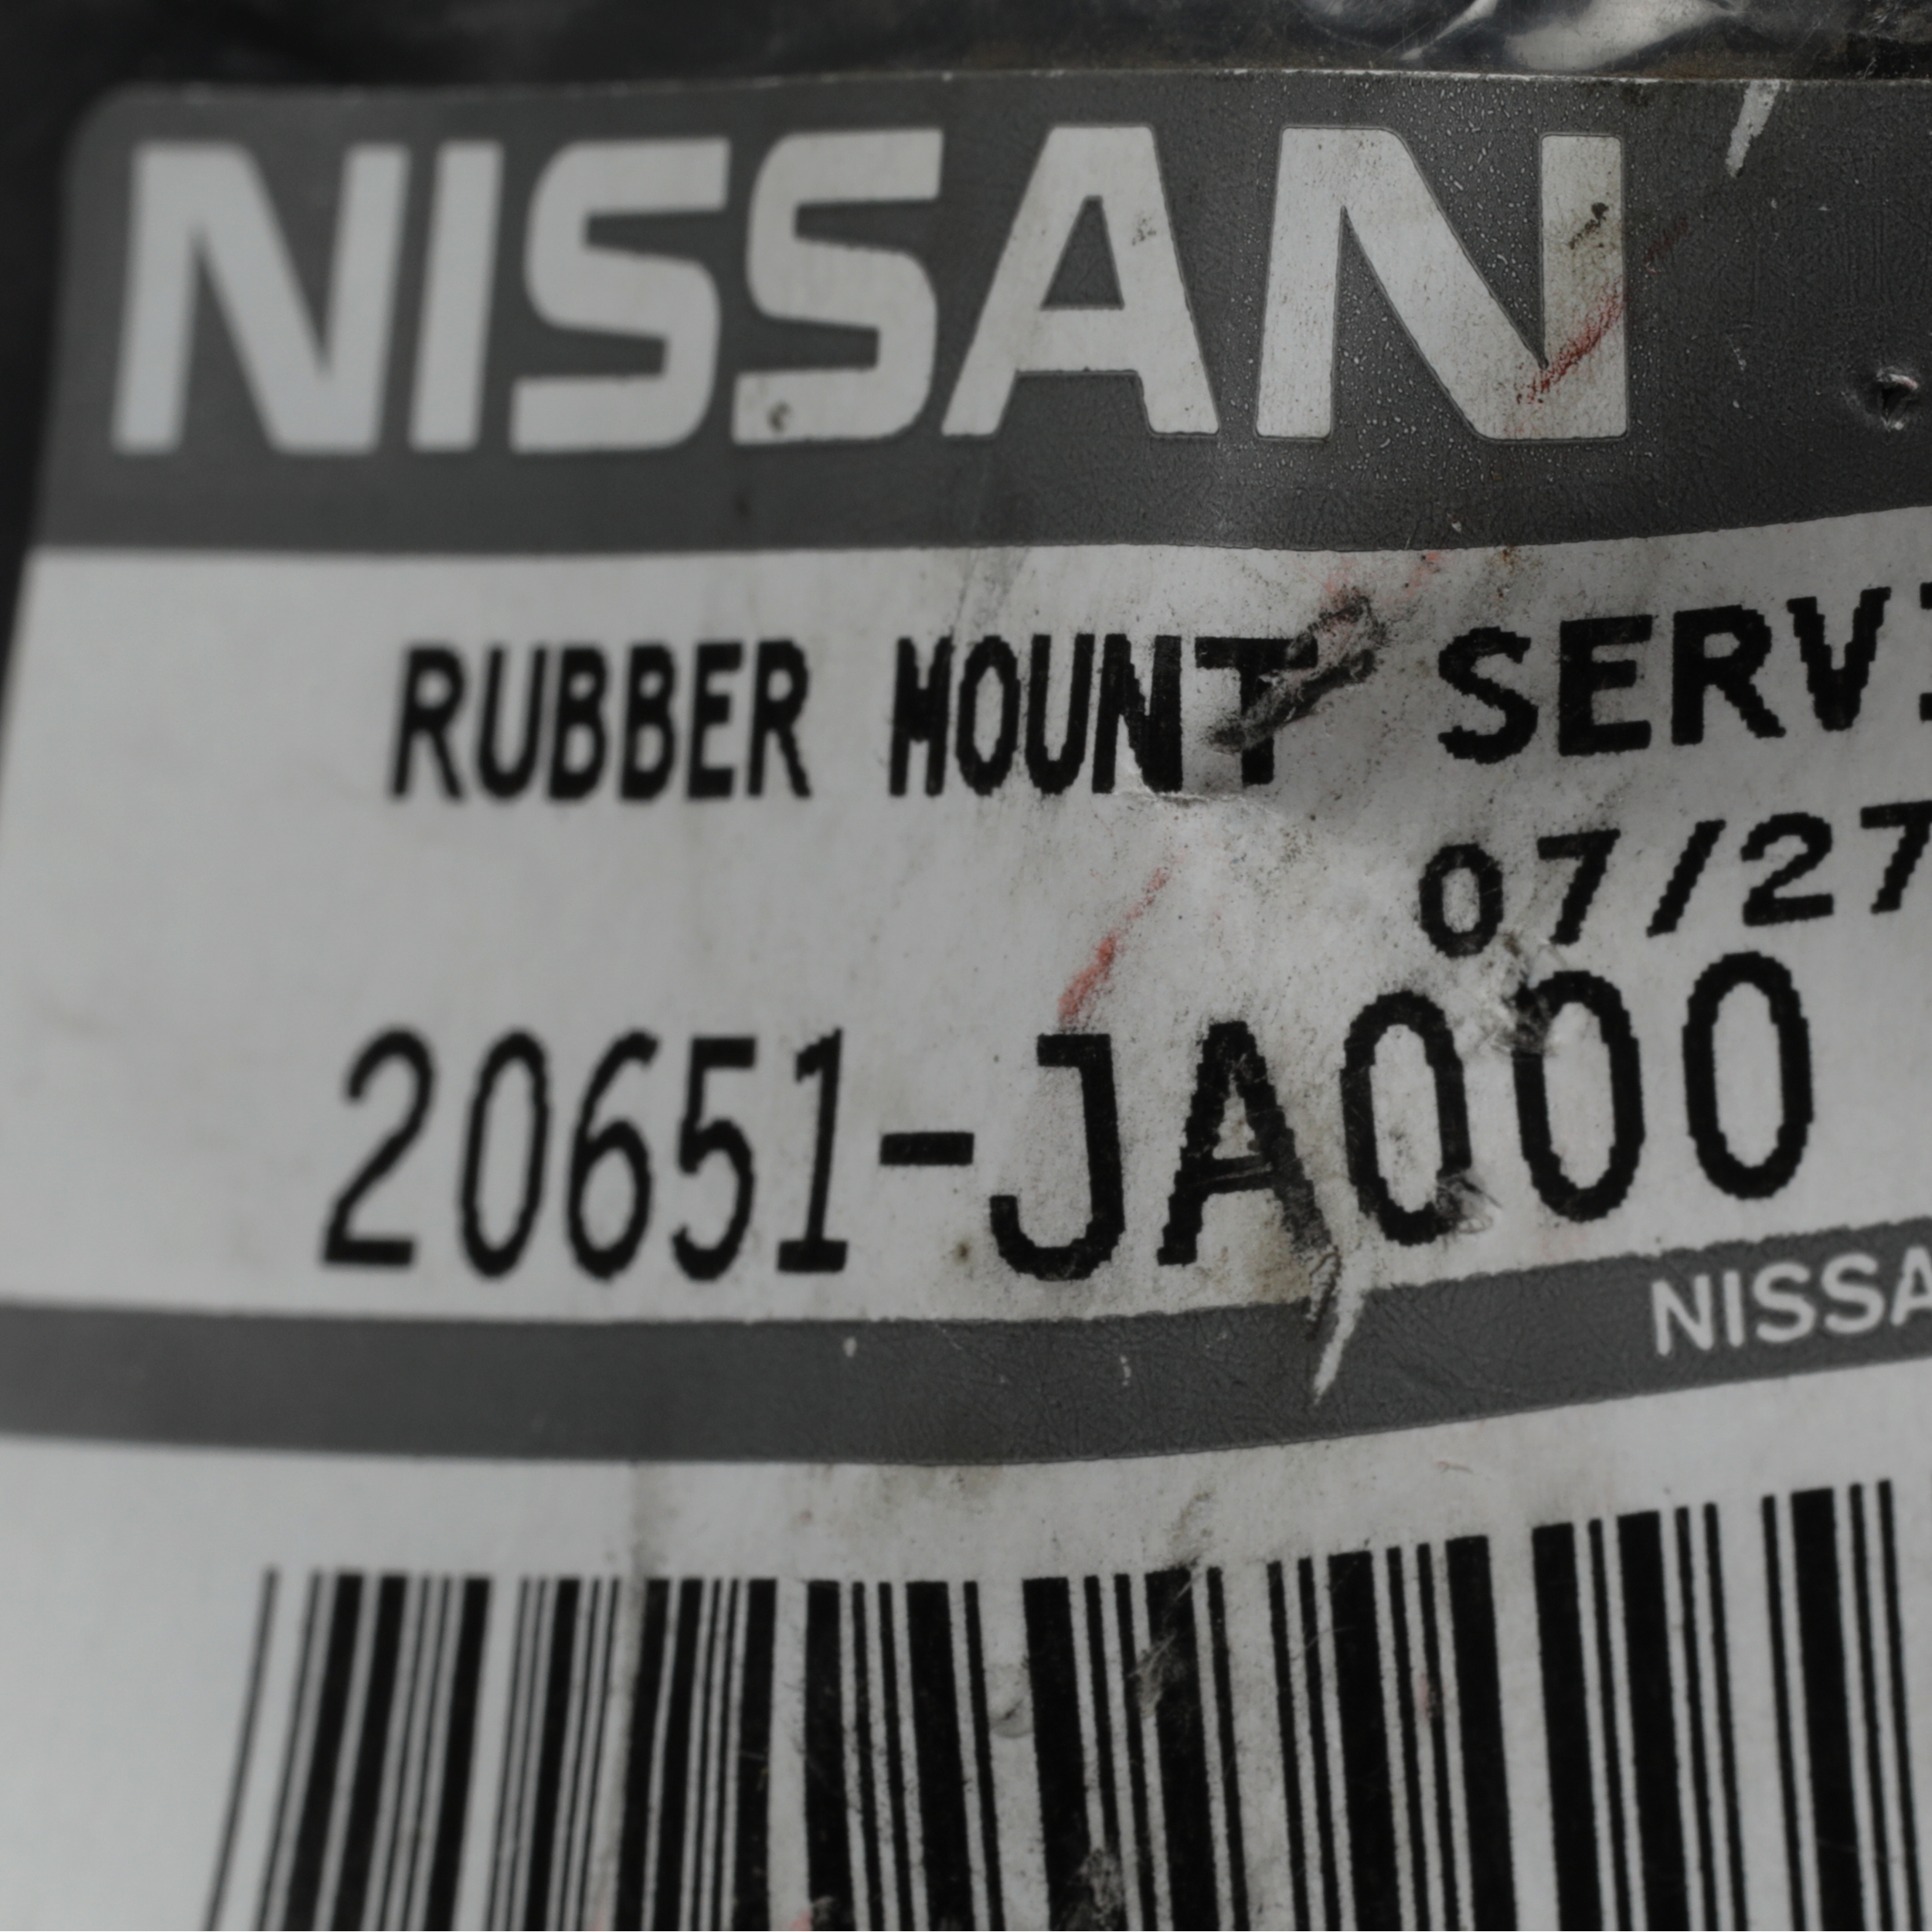 NISSAN
RUBBER MOUNT SERV
07/27
20651-JA000
NISSA